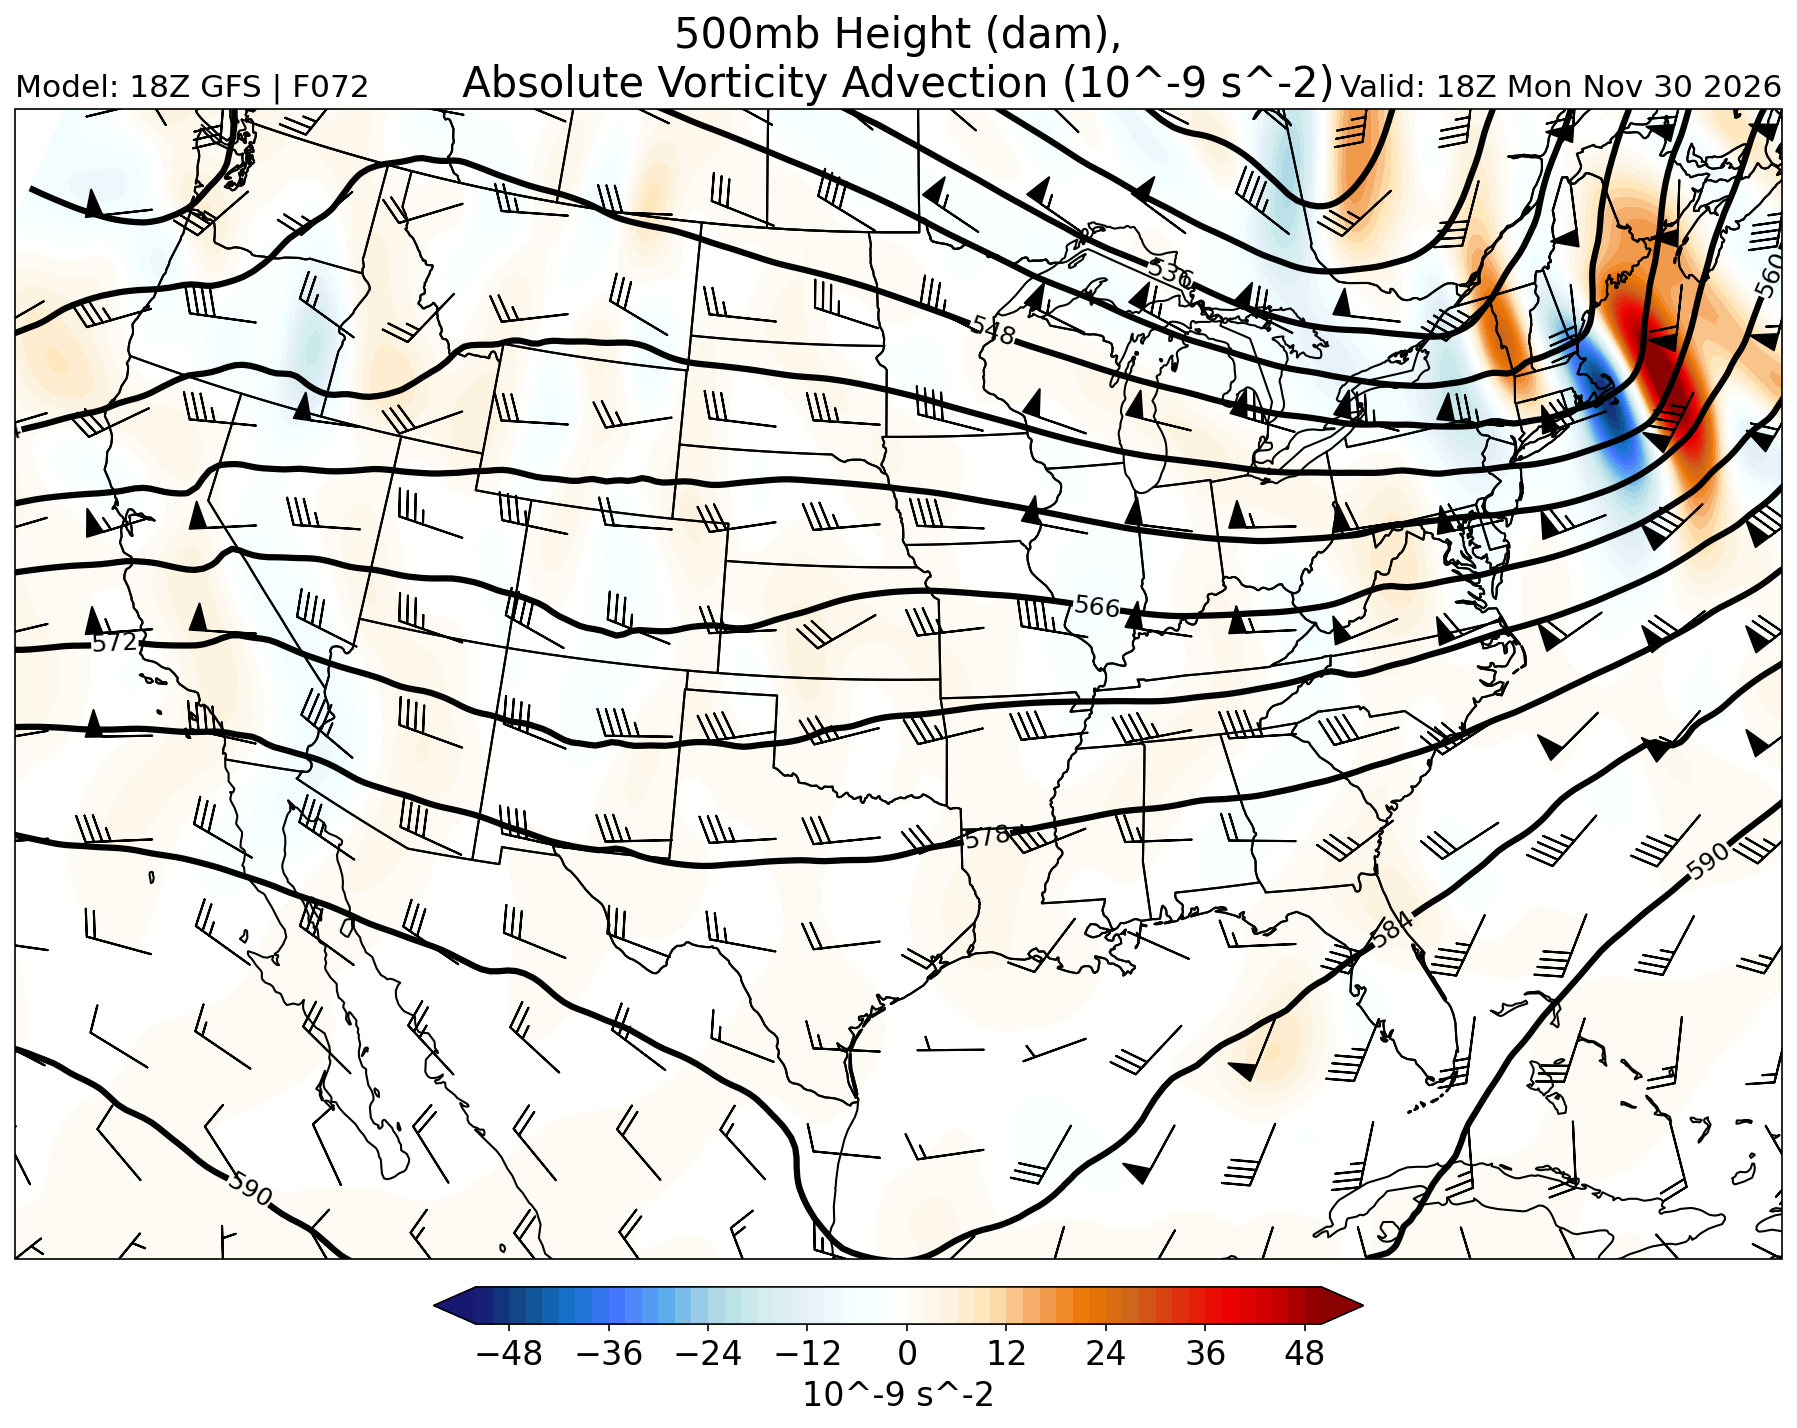 500mb Height (dam),
Model: 18Z GFS | F072
Absolute Vorticity Advection (10^-9 s^-2)
Valid: 18Z Mon Nov 30 2026
536
560
548
566
572
578
590
584
590
−48 −36 −24 −12 0 12 24 36 48
10^-9 s^-2